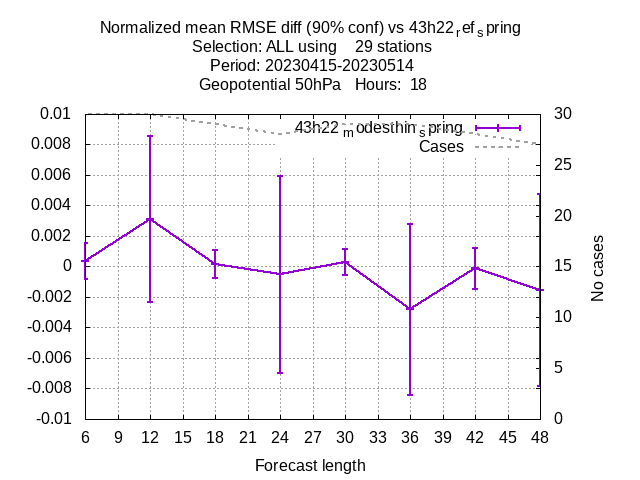 Normalized mean RMSE diff (90% conf) vs 43h22refspring
Selection: ALL using 29 stations
Period: 20230415-20230514
Geopotential 50hPa Hours: 18
43h22modesthimspring
Cases
0.01
0.008
0.006
0.004
0.002
0
-0.002
-0.004
-0.006
-0.008
-0.01
30
25
20
15
10
5
0
No cases
6 9 12 15 18 21 24 27 30 33 36 39 42 45 48
Forecast length